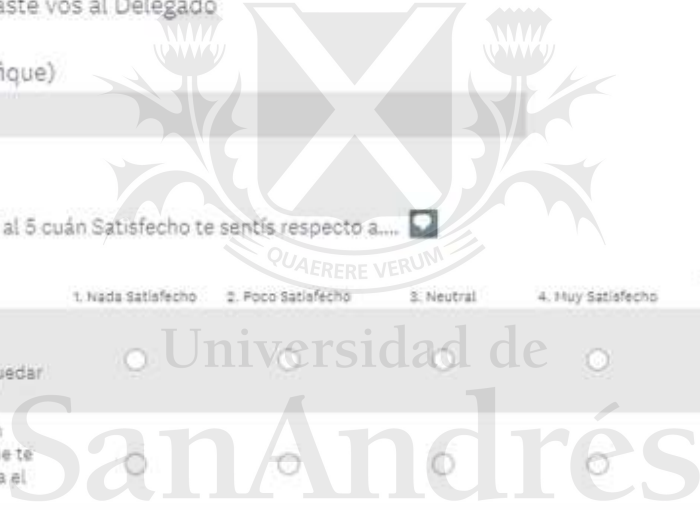 aste vos al Delegado
ique)
al 5 cuán Satisfecho te sentís respecto a....
QUAERERE VERUM
1. Nada Satisfecho 2. Poco Satisfecho 3. Neutral 4. Muy Satisfecho
Universidad de
uedar
e te
a el
SanAndrés